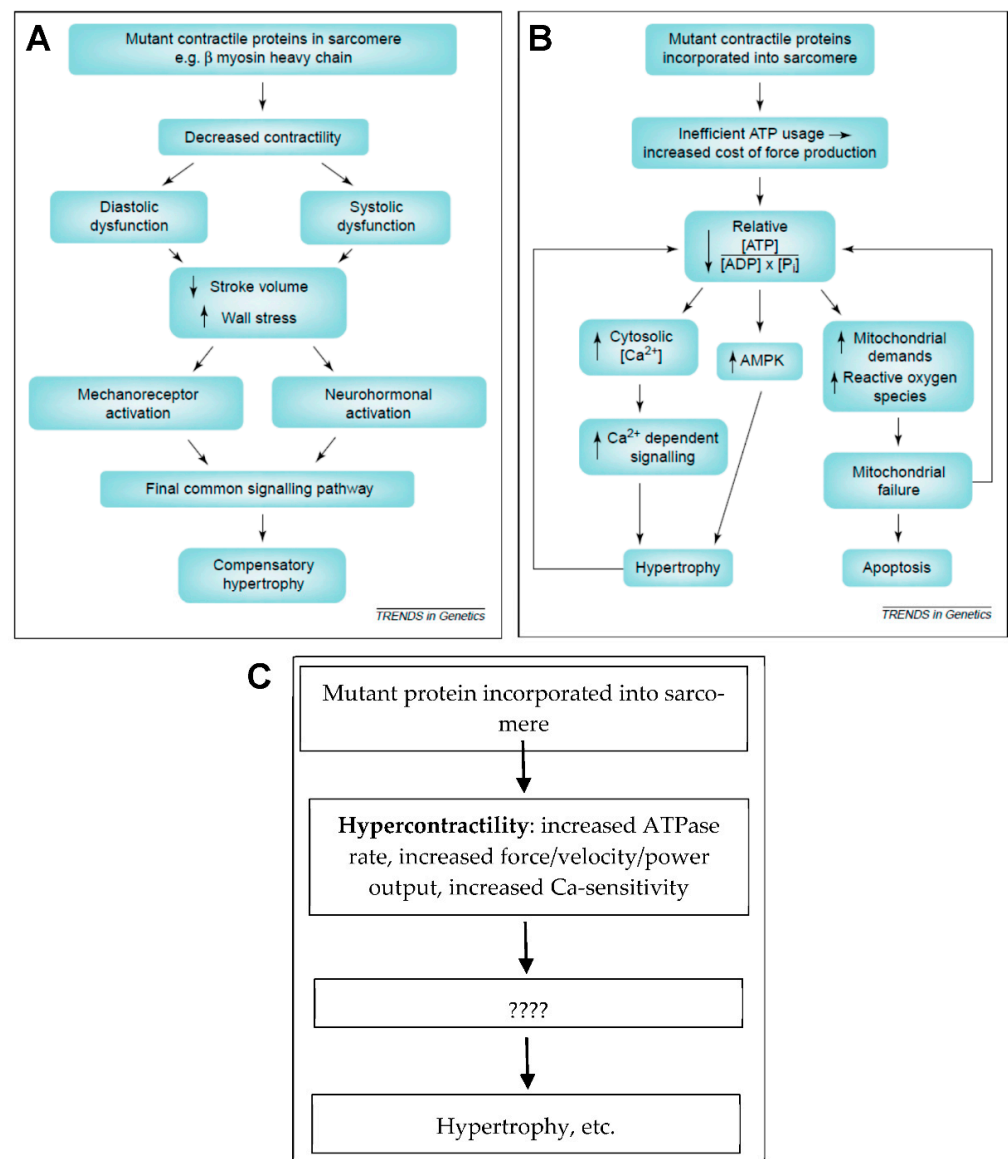 A
Mutant contractile proteins in sarcomere
e.g. β myosin heavy chain
Decreased contractility
Diastolic
dysfunction
Systolic
dysfunction
↓ Stroke volume
↑ Wall stress
Mechanoreceptor
activation
Neurohormonal
activation
Final common signalling pathway
Compensatory
hypertrophy
TRENDS in Genetics
B
Mutant contractile proteins
incorporated into sarcomere
Inefficient ATP usage →
increased cost of force production
↓ Relative
[ATP]
[ADP] x [Pi]
↑ Cytosolic
[Ca2+]
↑ AMPK
↑ Mitochondrial
demands
↑ Reactive oxygen
species
↑ Ca2+ dependent
signalling
Mitochondrial
failure
Hypertrophy
Apoptosis
TRENDS in Genetics
C
Mutant protein incorporated into sarco-
mere
Hypercontractility: increased ATPase
rate, increased force/velocity/power
output, increased Ca-sensitivity
????
Hypertrophy, etc.